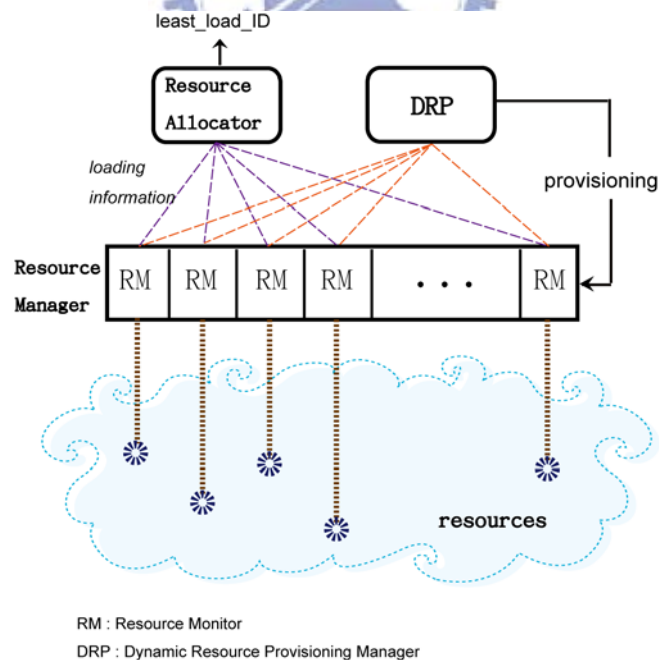 least_load_ID
Resource
Allocator
DRP
loading
information
provisioning
Resource
Manager
RM RM RM RM • • • RM
resources
RM : Resource Monitor
DRP : Dynamic Resource Provisioning Manager